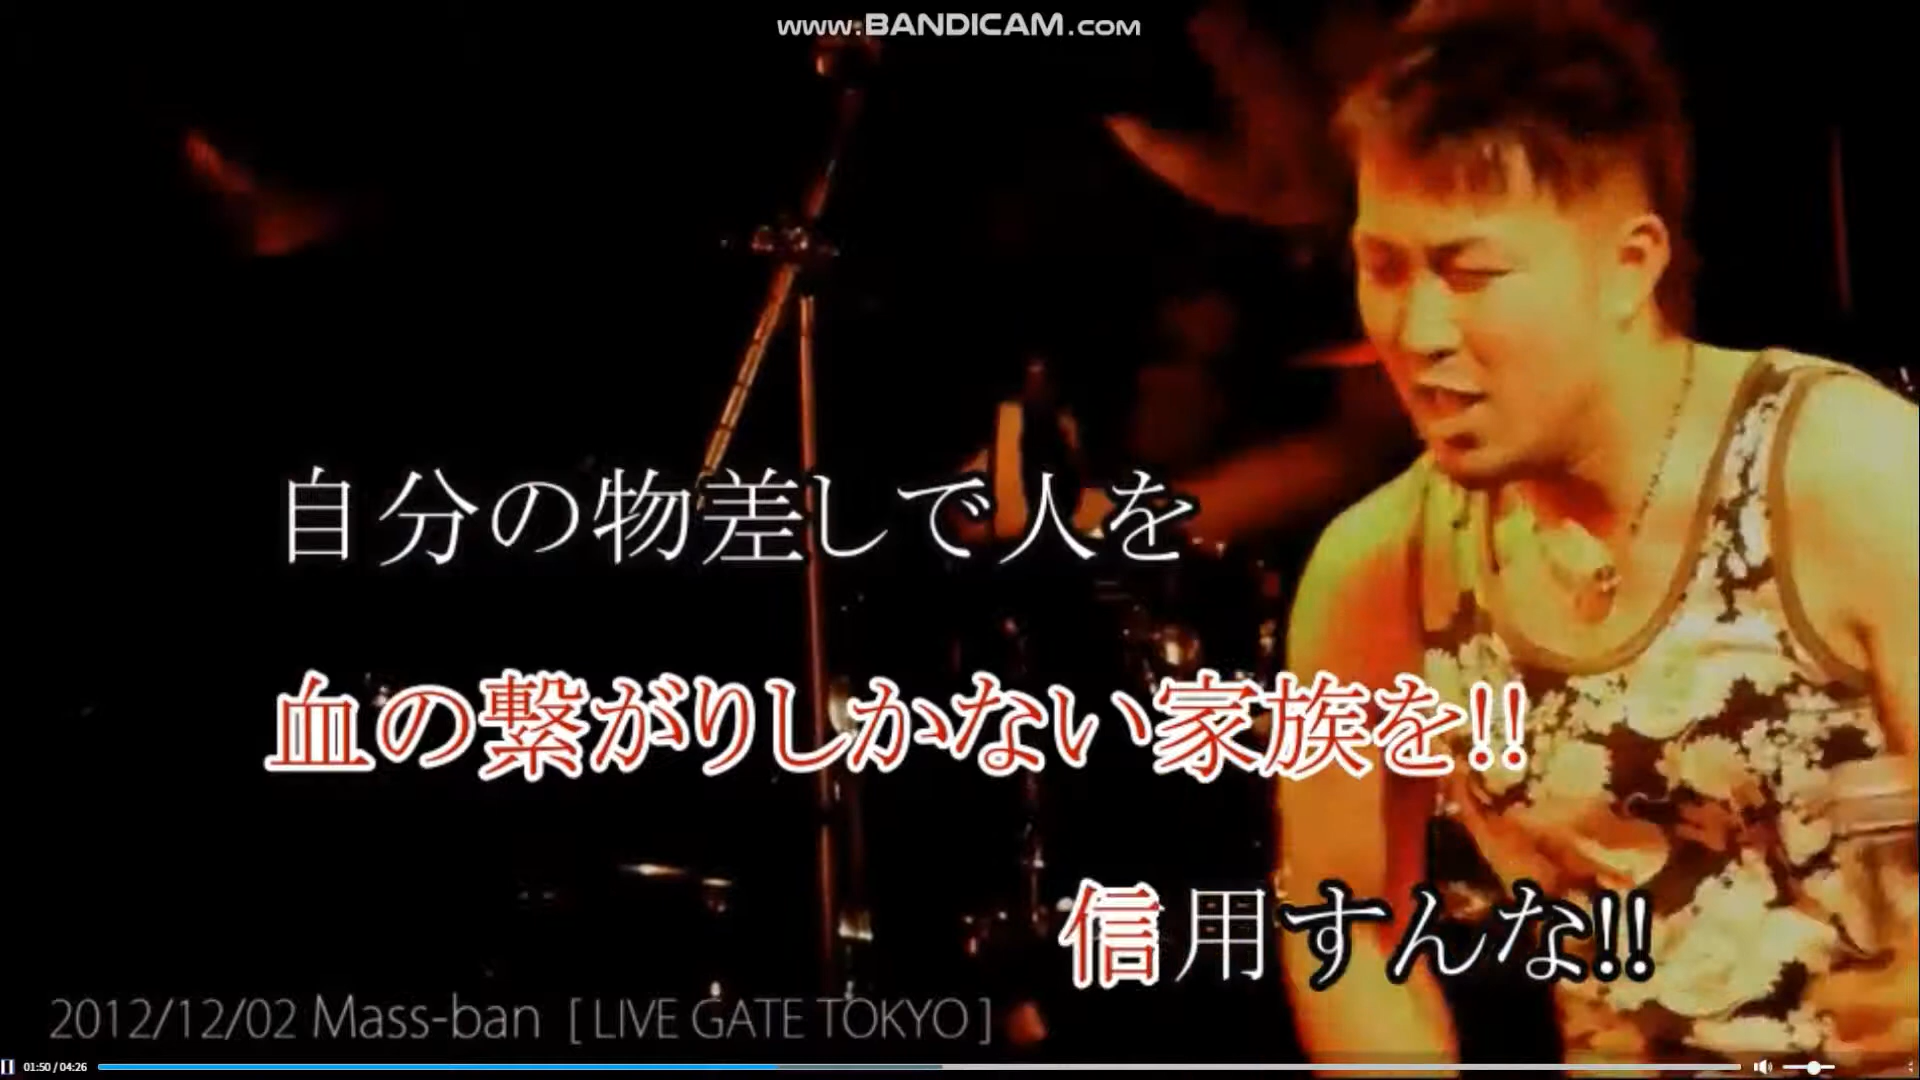 www.BANDICAM.com
自分の物差しで人を
血の繋がりしかない家族を!!
信用すんな!!
2012/12/02 Mass-ban [ LIVE GATE TOKYO ]
01:50 / 04:26